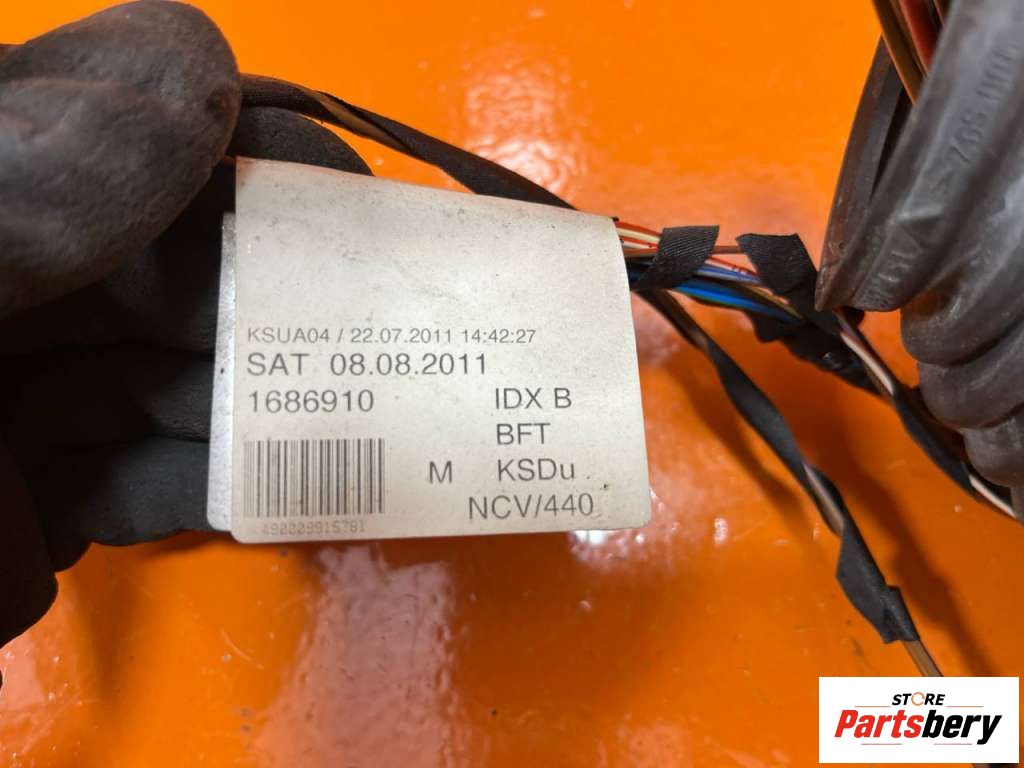 KSUA04 / 22.07.2011 14:42:27
SAT 08.08.2011
1686910 IDX B
BFT
M KSDu
NCV/440
490009915781
STORE
Partsbery